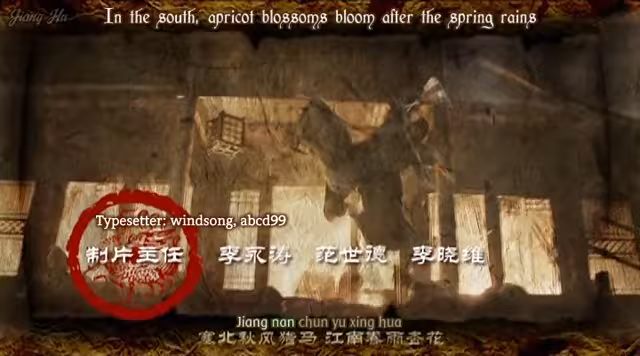 Jiang Hu
In the south, apricot blossoms bloom after the spring rains
Typesetter: windsong, abcd99
制片主任 李永涛 范世德 李晓维
Jiang nan chun yu xing hua
塞北秋风猎马 江南春雨杏花